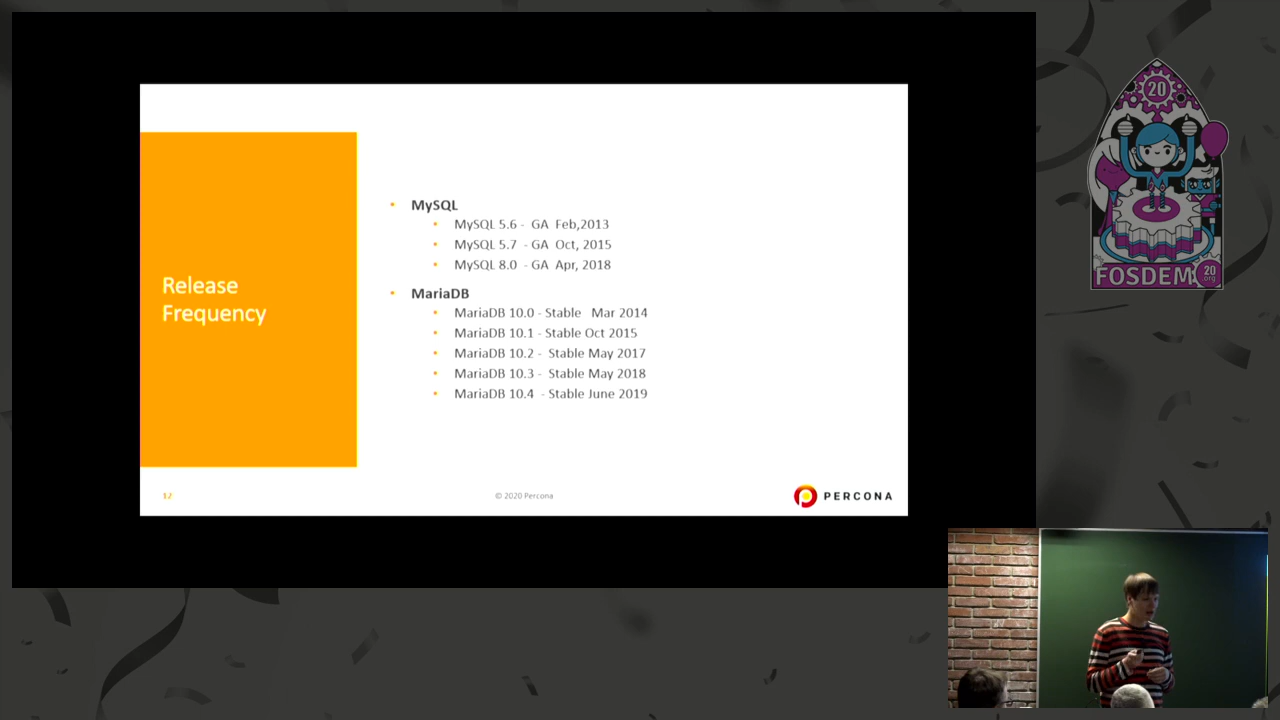 Release
Frequency
• MySQL
• MySQL 5.6 - GA Feb,2013
• MySQL 5.7 - GA Oct, 2015
• MySQL 8.0 - GA Apr, 2018
• MariaDB
• MariaDB 10.0 - Stable Mar 2014
• MariaDB 10.1 - Stable Oct 2015
• MariaDB 10.2 - Stable May 2017
• MariaDB 10.3 - Stable May 2018
• MariaDB 10.4 - Stable June 2019
12
© 2020 Percona
PERCONA
20
FOSDEM
20
.org